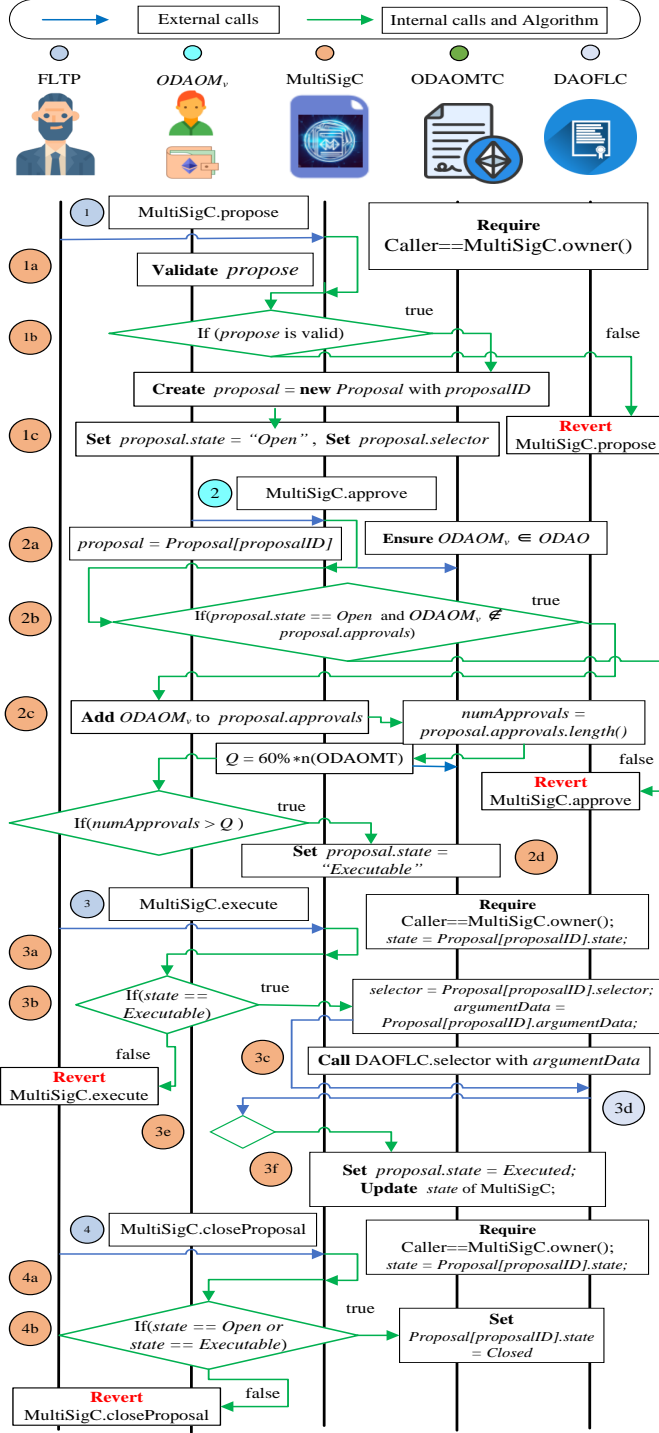 External calls
Internal calls and Algorithm
FLTP
ODAOMᵥ
MultiSigC
ODAOMTC
DAOFLC
1
MultiSigC.propose
Require
Caller==MultiSigC.owner()
1a
Validate propose
true
1b
If (propose is valid)
false
Create proposal = new Proposal with proposalID
1c
Set proposal.state = “Open” , Set proposal.selector
Revert
MultiSigC.propose
2
MultiSigC.approve
2a
proposal = Proposal[proposalID]
Ensure ODAOMᵥ ∈ ODAO
true
2b
If(proposal.state == Open and ODAOMᵥ ∉
proposal.approvals)
2c
Add ODAOMᵥ to proposal.approvals
numApprovals =
proposal.approvals.length()
Q = 60%*n(ODAOMT)
false
Revert
MultiSigC.approve
true
If(numApprovals > Q )
Set proposal.state =
“Executable”
2d
3
MultiSigC.execute
Require
Caller==MultiSigC.owner();
state = Proposal[proposalID].state;
3a
3b
If(state ==
Executable)
true
selector = Proposal[proposalID].selector;
argumentData =
Proposal[proposalID].argumentData;
false
3c
Call DAOFLC.selector with argumentData
Revert
MultiSigC.execute
3d
3e
3f
Set proposal.state = Executed;
Update state of MultiSigC;
4
MultiSigC.closeProposal
Require
Caller==MultiSigC.owner();
state = Proposal[proposalID].state;
4a
true
4b
If(state == Open or
state == Executable)
Set
Proposal[proposalID].state
= Closed
false
Revert
MultiSigC.closeProposal